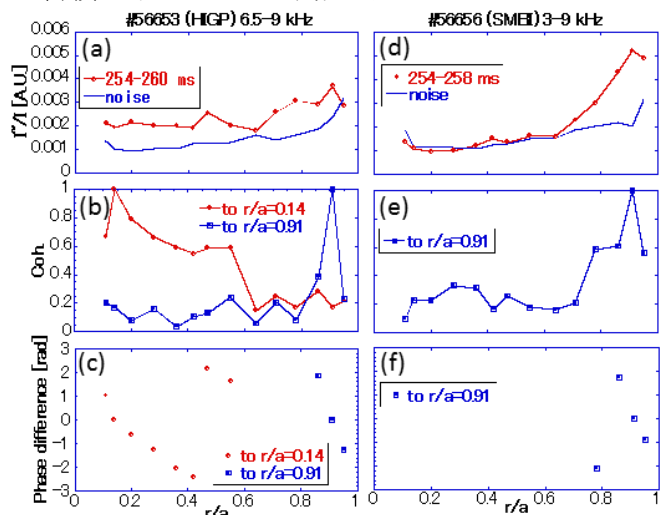 #56653 (HIGP) 6.5-9 kHz
#56656 (SMBI) 3-9 kHz
(a)
(d)
0.006
0.005
0.004
0.003
0.002
0.001
0
I~/I [A.U.]
254-260 ms
noise
254-258 ms
noise
(b)
(e)
1
0.8
0.6
0.4
0.2
0
Coh.
to r/a=0.14
to r/a=0.91
to r/a=0.91
(c)
(f)
3
2
1
0
-1
-2
-3
Phase difference [rad]
to r/a=0.14
to r/a=0.91
to r/a=0.91
0 0.2 0.4 0.6 0.8 1
0.2 0.4 0.6 0.8 1
r/a
r/a